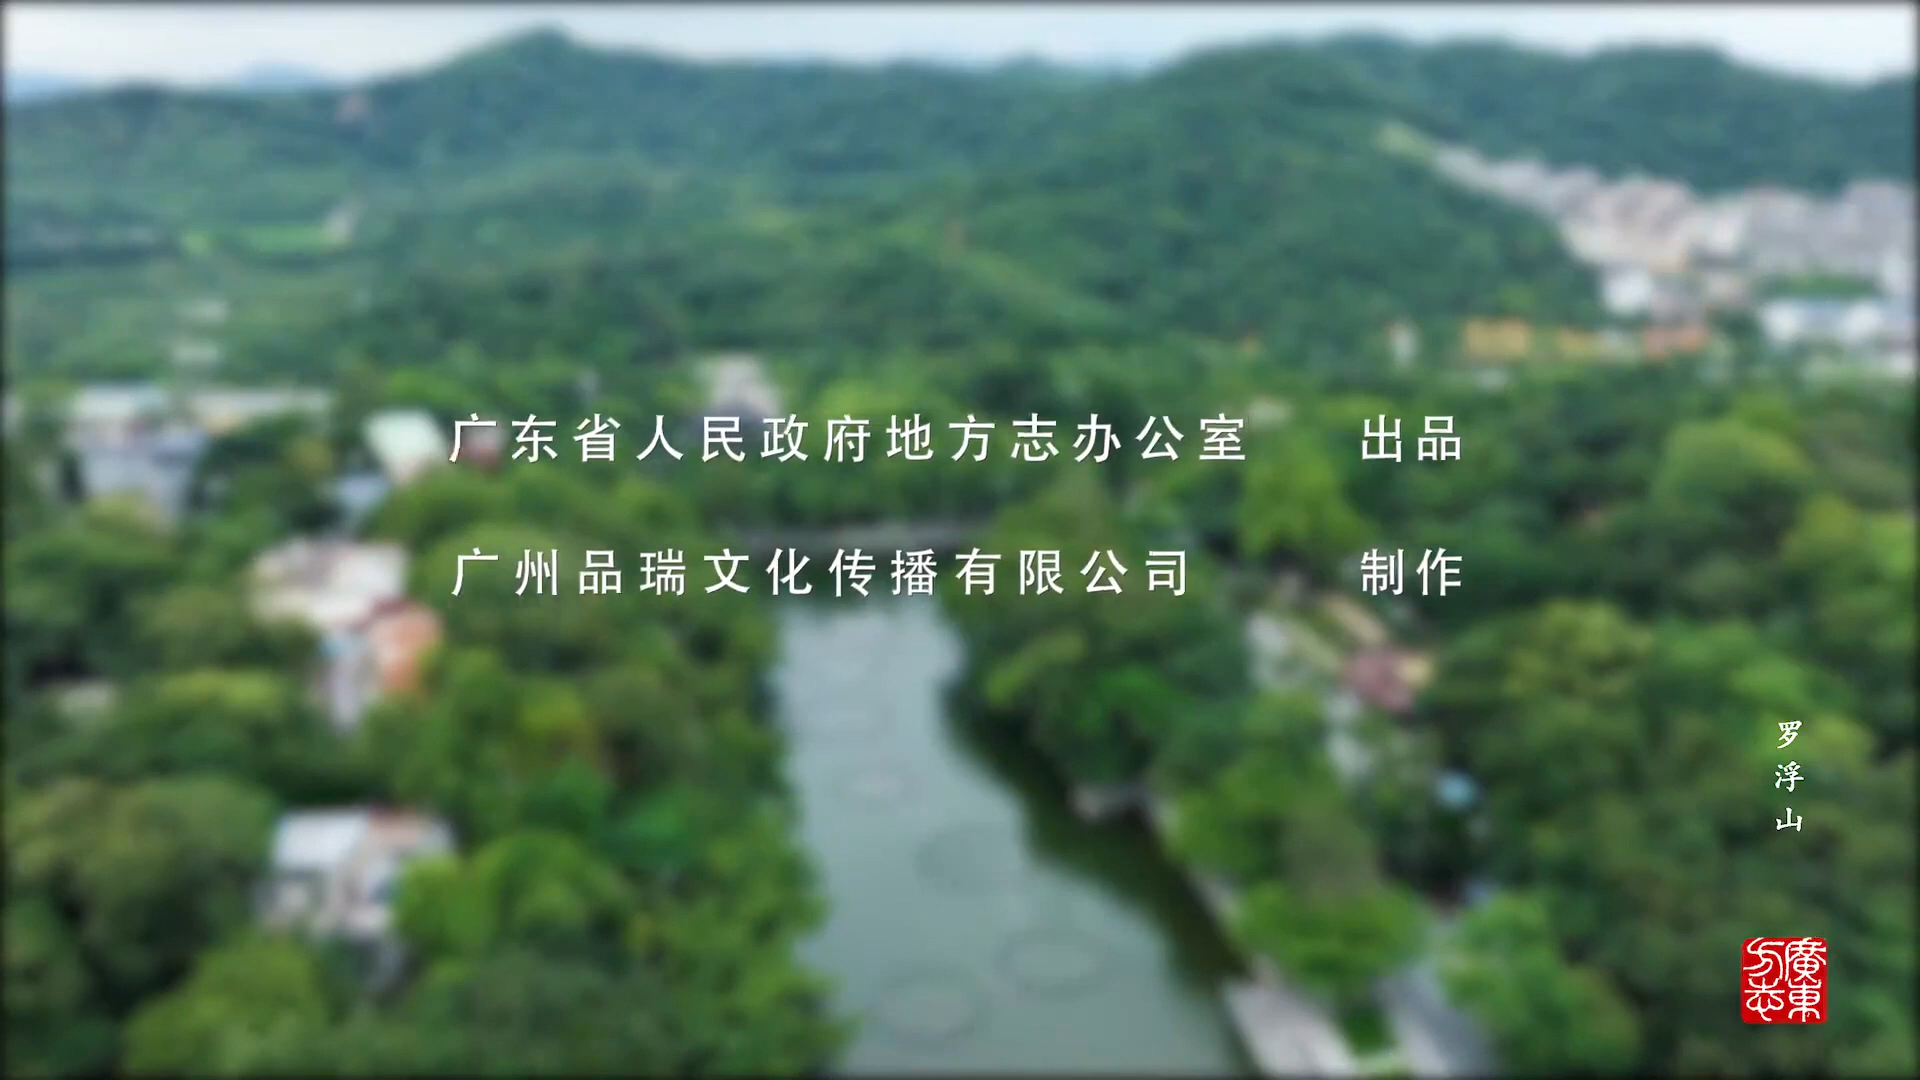 广东省人民政府地方志办公室 出品
广州品瑞文化传播有限公司 制作
罗浮山
廣東
方志